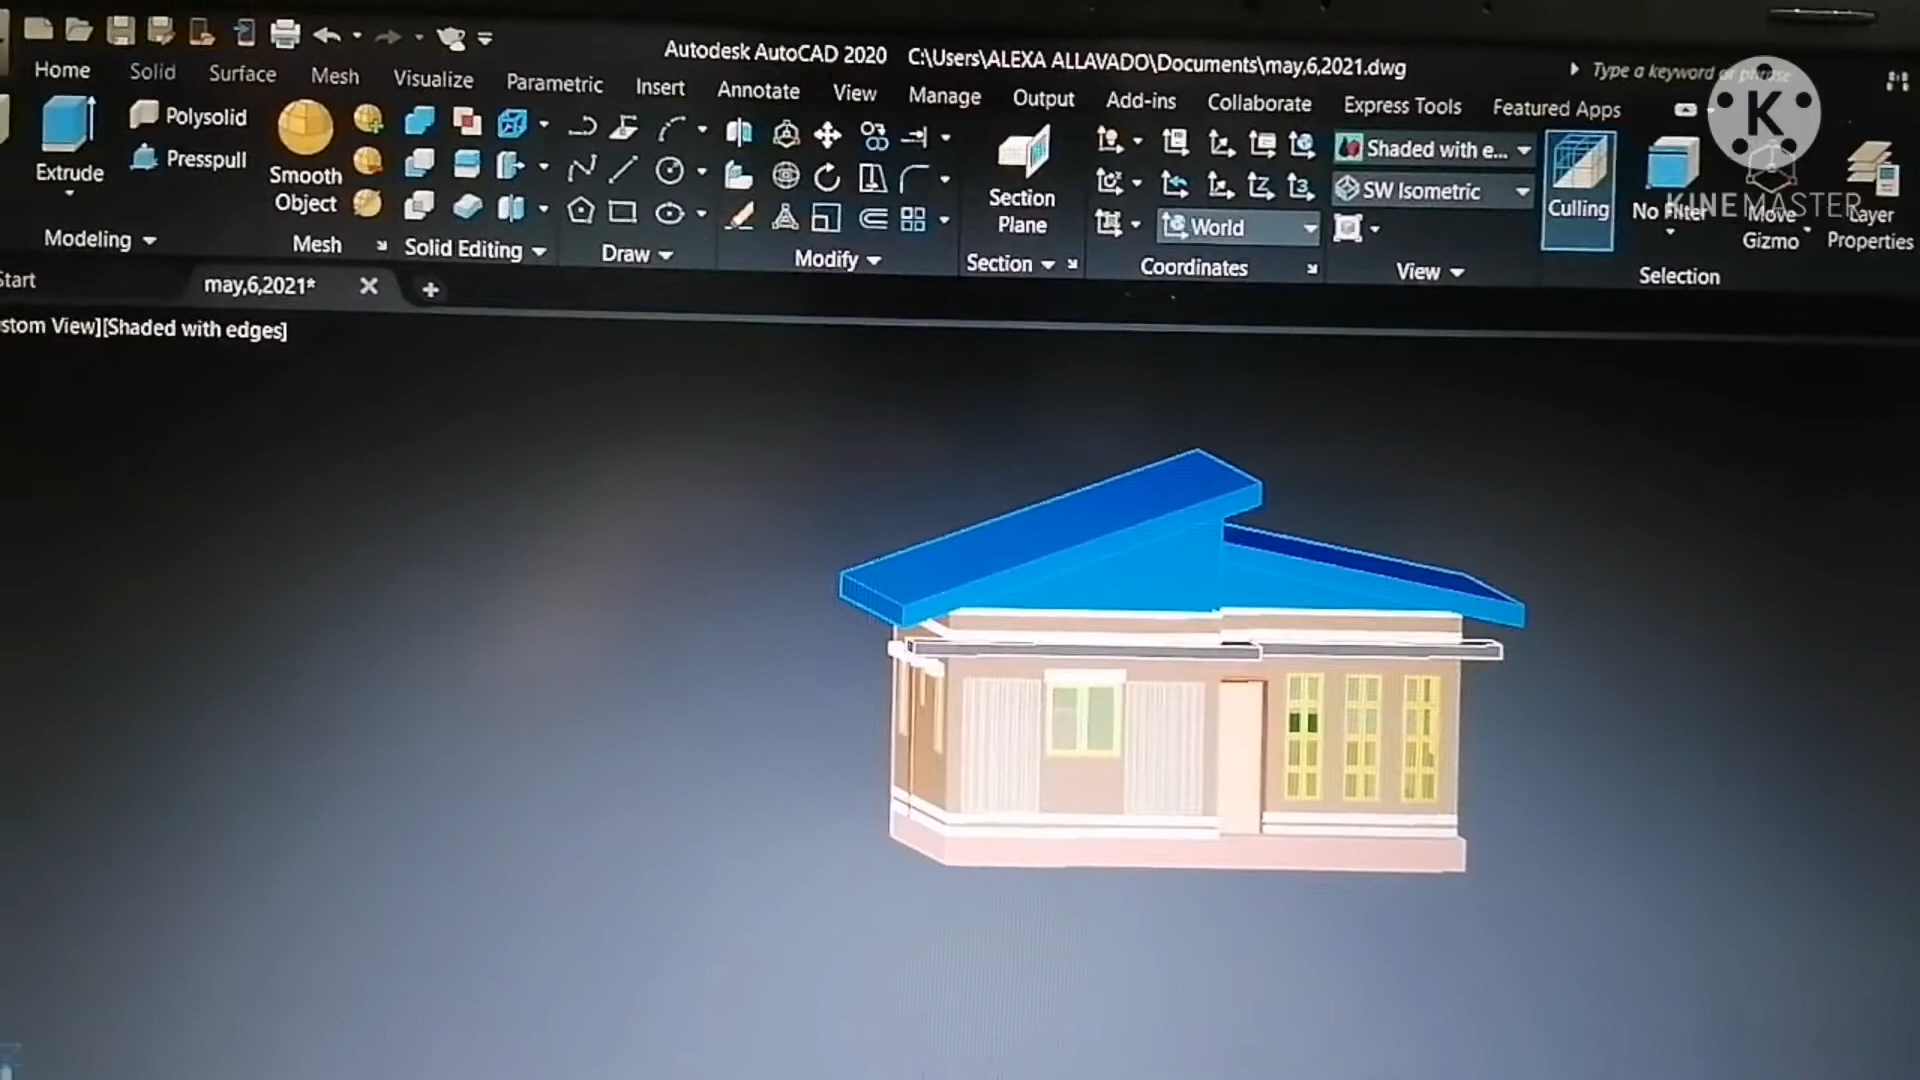 Autodesk AutoCAD 2020 C:\Users\ALEXA ALLAVADO\Documents\may,6,2021.dwg
Type a keyword or phrase
Home Solid Surface Mesh Visualize Parametric Insert Annotate View Manage Output Add-ins Collaborate Express Tools Featured Apps
K
KINEMASTER
Extrude
Polysolid
Presspull
Modeling
Smooth
Object
Mesh
Solid Editing
Draw
Modify
Section
Plane
Section
World
Coordinates
Shaded with e...
SW Isometric
View
Culling
No Filter
Move
Gizmo
Selection
Layer
Properties
Start
may,6,2021*
stom View][Shaded with edges]